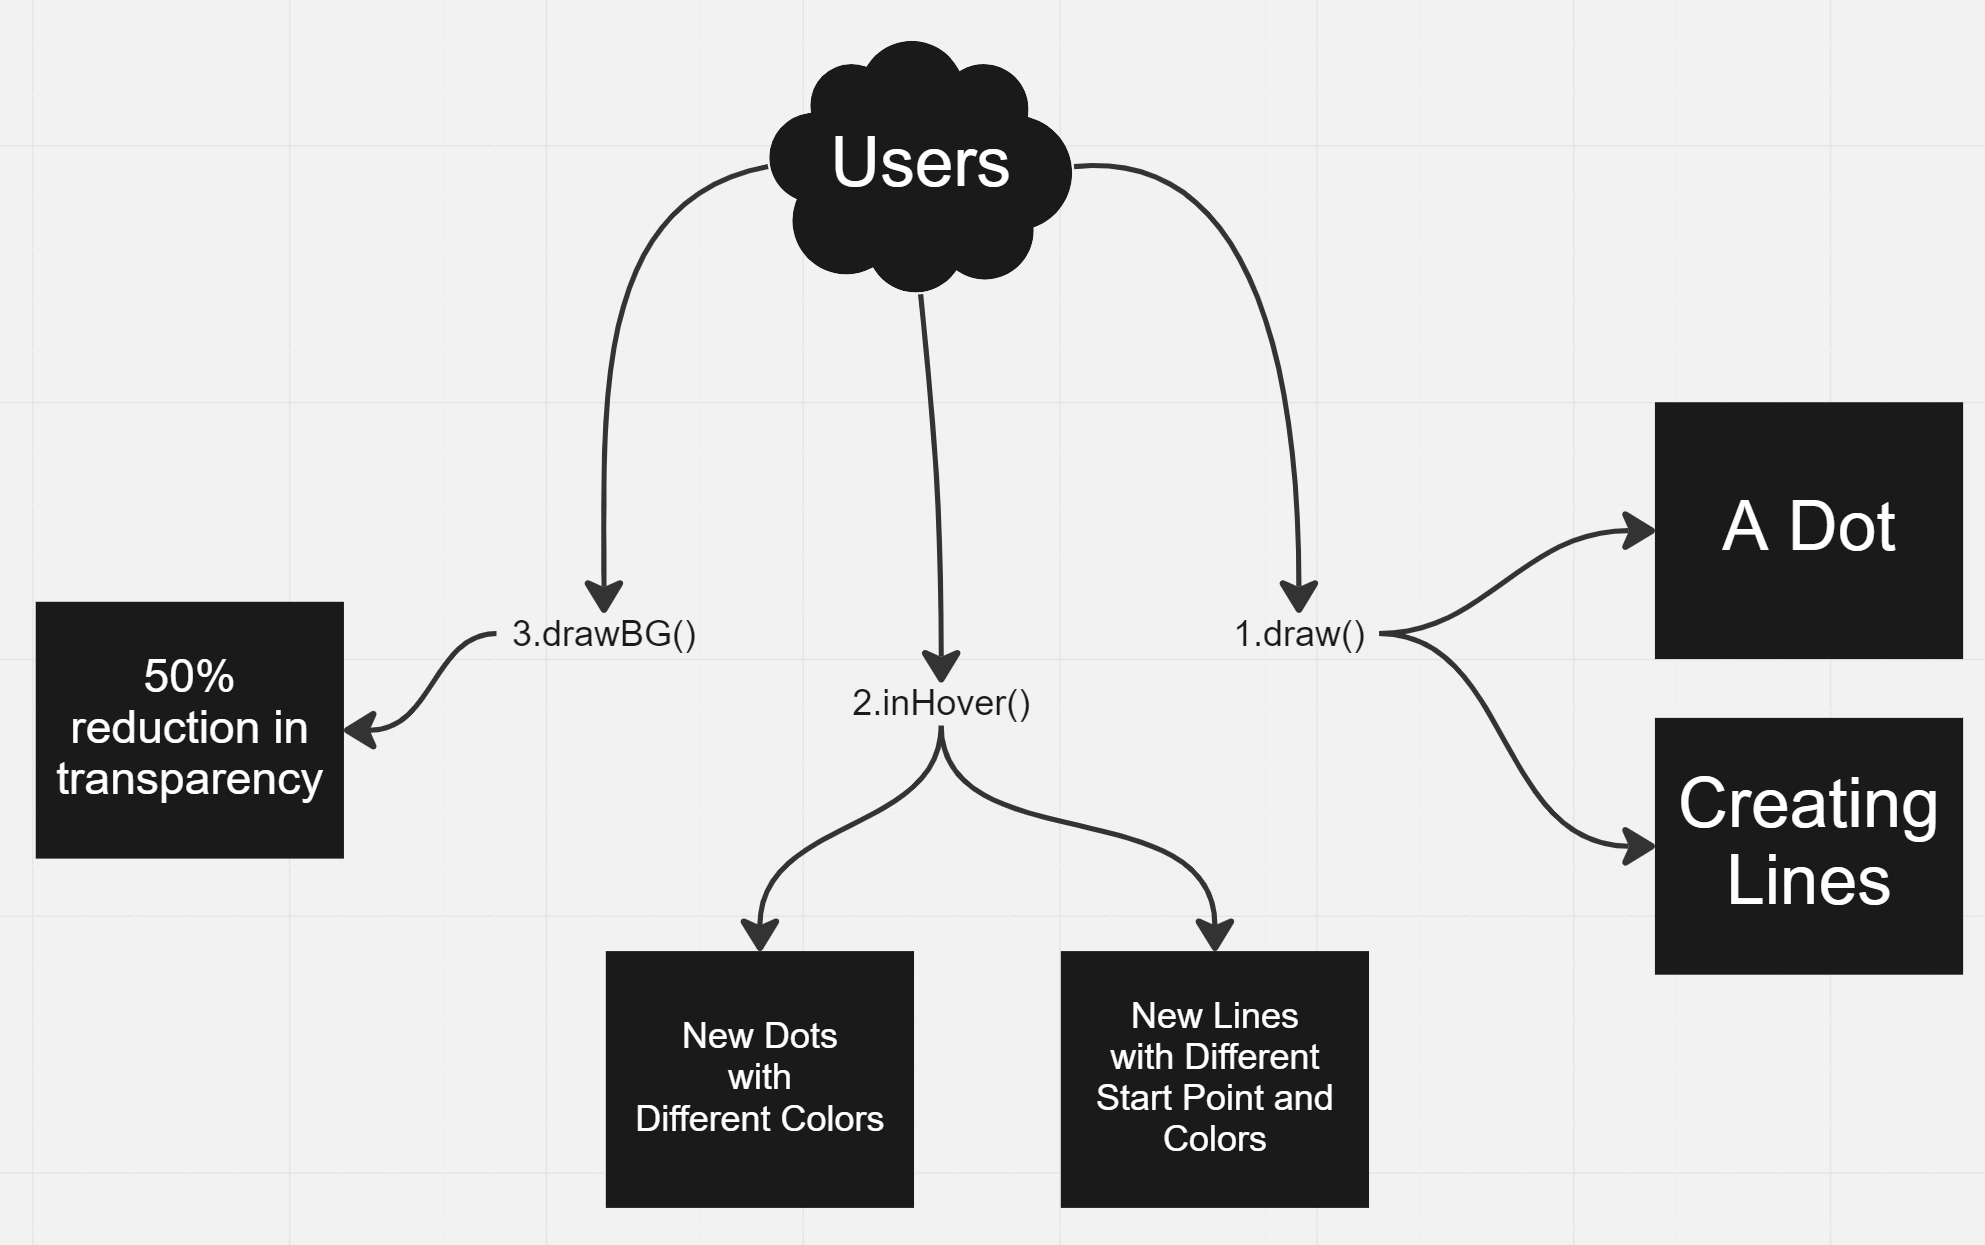 Users
A Dot
3.drawBG()
1.draw()
50%
reduction in
transparency
2.inHover()
Creating
Lines
New Dots
with
Different Colors
New Lines
with Different
Start Point and
Colors